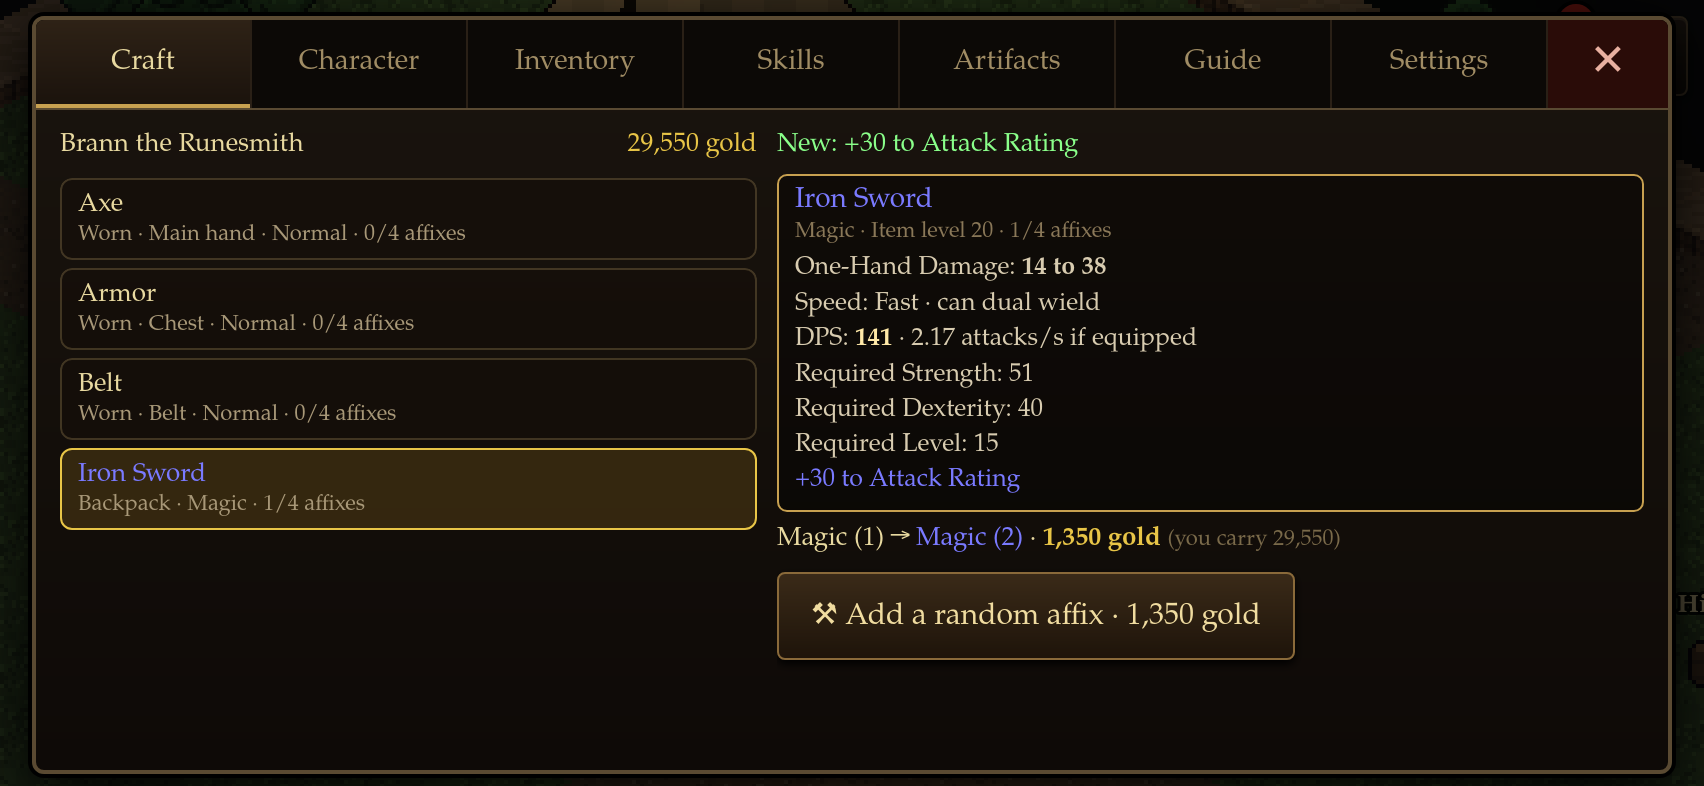 Craft
Character
Inventory
Skills
Artifacts
Guide
Settings
✕
Brann the Runesmith
29,550 gold
Axe
Worn · Main hand · Normal · 0/4 affixes
Armor
Worn · Chest · Normal · 0/4 affixes
Belt
Worn · Belt · Normal · 0/4 affixes
Iron Sword
Backpack · Magic · 1/4 affixes
New: +30 to Attack Rating
Iron Sword
Magic · Item level 20 · 1/4 affixes
One-Hand Damage: 14 to 38
Speed: Fast · can dual wield
DPS: 141 · 2.17 attacks/s if equipped
Required Strength: 51
Required Dexterity: 40
Required Level: 15
+30 to Attack Rating
Magic (1) → Magic (2) · 1,350 gold (you carry 29,550)
⚒ Add a random affix · 1,350 gold